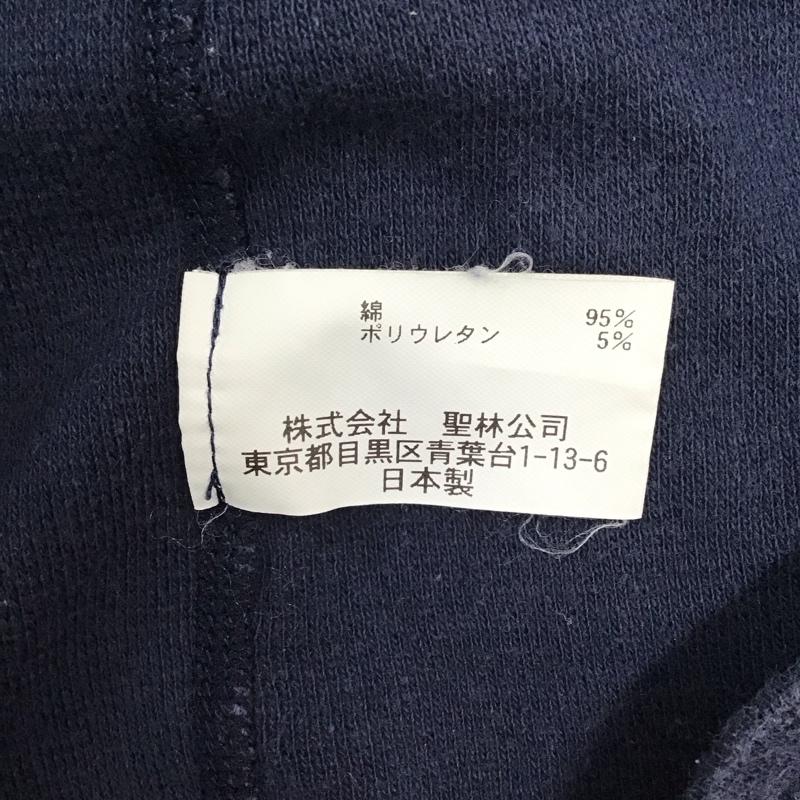 綿 95%
ポリウレタン 5%
株式会社 聖林公司
東京都目黒区青葉台1-13-6
日本製